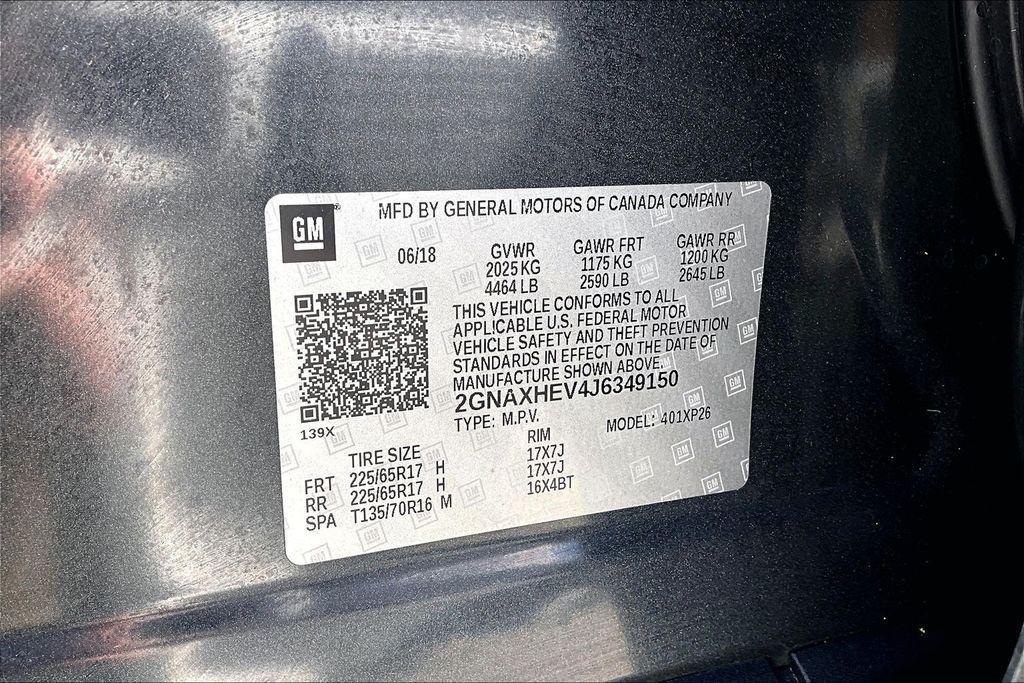 GM
MFD BY GENERAL MOTORS OF CANADA COMPANY
06/18
GVWR GAWR FRT GAWR RR
2025 KG 1175 KG 1200 KG
4464 LB 2590 LB 2645 LB
THIS VEHICLE CONFORMS TO ALL
APPLICABLE U.S. FEDERAL MOTOR
VEHICLE SAFETY AND THEFT PREVENTION
STANDARDS IN EFFECT ON THE DATE OF
MANUFACTURE SHOWN ABOVE.
2GNAXHEV4J6349150
TYPE: M.P.V. MODEL: 401XP26
139X
TIRE SIZE RIM
FRT 225/65R17 H 17X7J
RR 225/65R17 H 17X7J
SPA T135/70R16 M 16X4BT